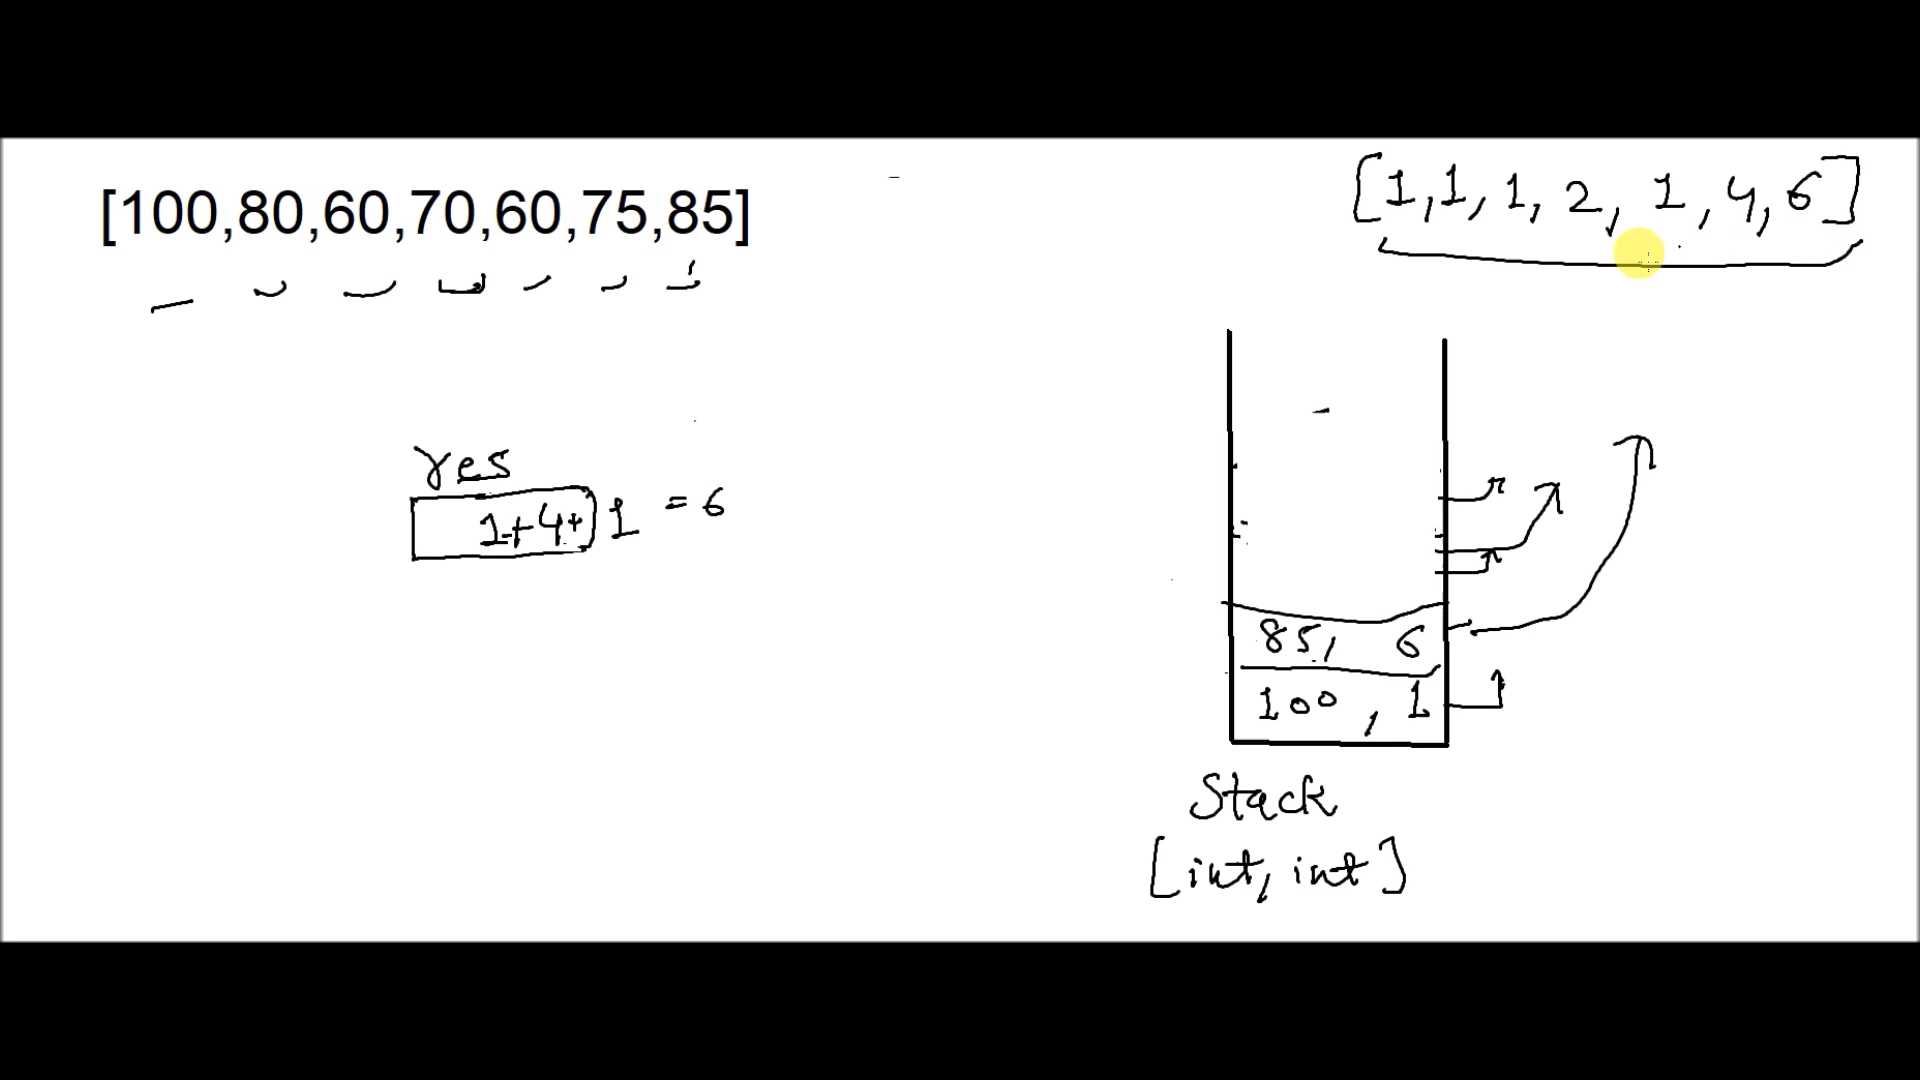 [100,80,60,70,60,75,85]
[1,1,1,2,1,4,6]
yes
1+4+1 = 6
85, 6
100, 1
Stack
[int, int]